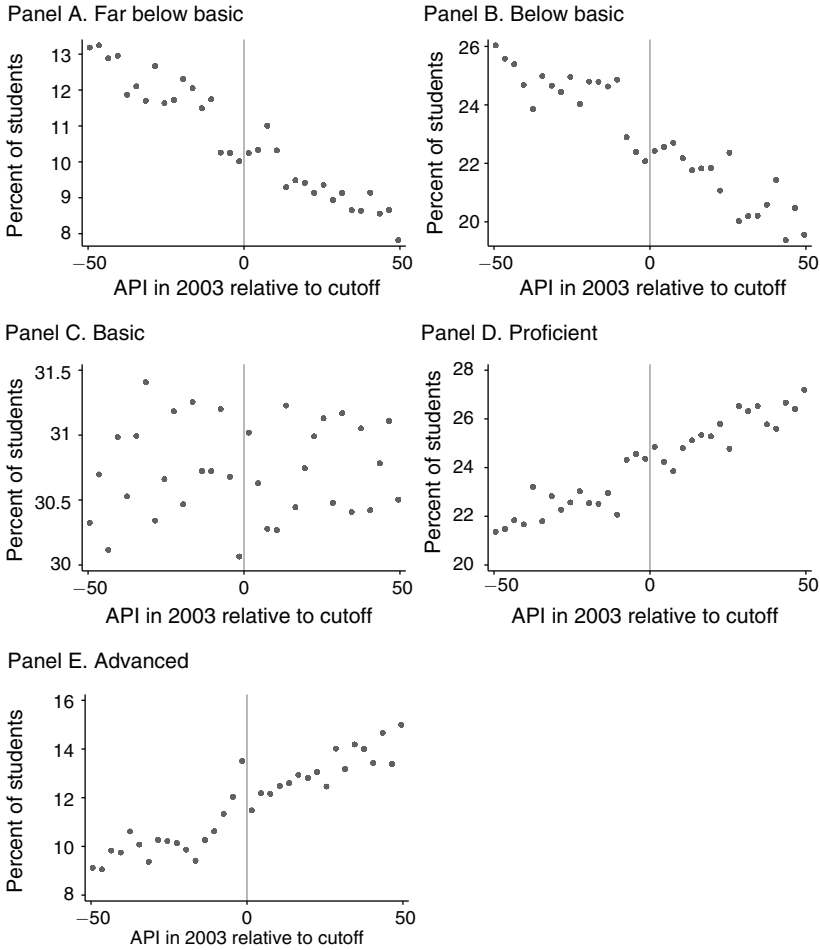 Panel A. Far below basic
Percent of students
13
12
11
10
9
8
−50 0 50
API in 2003 relative to cutoff
Panel B. Below basic
Percent of students
26
24
22
20
−50 0 50
API in 2003 relative to cutoff
Panel C. Basic
Percent of students
31.5
31
30.5
30
−50 0 50
API in 2003 relative to cutoff
Panel D. Proficient
Percent of students
28
26
24
22
20
−50 0 50
API in 2003 relative to cutoff
Panel E. Advanced
Percent of students
16
14
12
10
8
−50 0 50
API in 2003 relative to cutoff